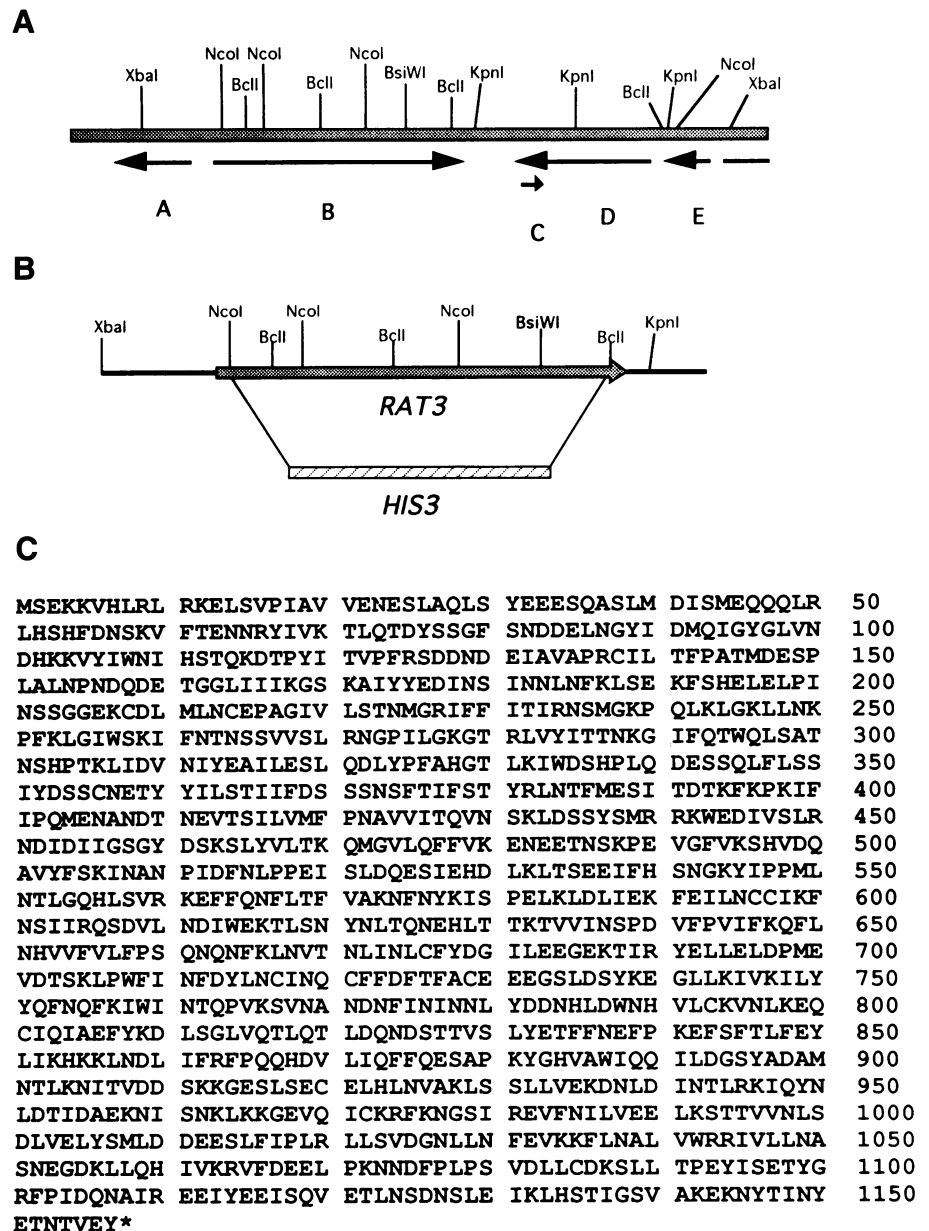 A
XbaI NcoI NcoI BclI BclI NcoI BsiWI BclI KpnI KpnI BclI KpnI NcoI XbaI
A B C D E
B
XbaI NcoI BclI NcoI BclI NcoI BsiWI BclI KpnI
RAT3
HIS3
C
MSEKKVHLRL RKELSVPIAV VENESLAQLS YEEESQASLM DISMEQQQLR 50
LHSHFDNSKV FTENNRYIVK TLQTDYSSGF SNDDELNGYI DMQIGYGLVN 100
DHKKVYIWNI HSTQKDTPYI TVPFRSDDND EIAVAPRCIL TFPATMDESP 150
LALNPNDQDE TGGLIIIKGS KAIYYEDINS INNLNFKLSE KFSHELELPI 200
NSSGGEKCDL MLNCEPAGIV LSTNMGRIFF ITIRNSMGKP QLKLGKLLNK 250
PFKLGIWSKI FNTNSSVVSL RNGPILGKGT RLVYITTNKG IFQTWQLSAT 300
NSHPTKLIDV NIYEAILESL QDLYPFAHGT LKIWDSHPLQ DESSQLFLSS 350
IYDSSCNETY YILSTIIFDS SSNSFTIFST YRLNTFMESI TDTKFKPKIF 400
IPQMENANDT NEVTSILVMF PNAVVITQVN SKLDSSYSMR RKWEDIVSLR 450
NDIDIIGSGY DSKSLYVLTK QMGVLQFFVK ENEETNSKPE VGFVKSHVDQ 500
AVYFSKINAN PIDFNLPPEI SLDQESIEHD LKLTSEEIFH SNGKYIPPML 550
NTLGQHLSVR KEFFQNFLTF VAKNFNYKIS PELKLDLIEK FEILNCCIKF 600
NSIIRQSDVL NDIWEKTLSN YNLTQNEHLT TKTVVINSPD VFPVIFKQFL 650
NHVVFVLFPS QNQNFKLNVT NLINLCFYDG ILEEGEKTIR YELLELDPME 700
VDTSKLPWFI NFDYLNCINQ CFFDFTFACE EEGSLDSYKE GLLKIVKILY 750
YQFNQFKIWI NTQPVKSVNA NDNFININNL YDDNHLDWNH VLCKVNLKEQ 800
CIQIAEFYKD LSGLVQTLQT LDQNDSTTVS LYETFFNEFP KEFSFTLFEY 850
LIKHKKLNDL IFRFPQQHDV LIQFFQESAP KYGHVAWIQQ ILDGSYADAM 900
NTLKNITVDD SKKGESLSEC ELHLNVAKLS SLLVEKDNLD INTLRKIQYN 950
LDTIDAEKNI SNKLKKGEVQ ICKRFKNGSI REVFNILVEE LKSTTVVNLS 1000
DLVELYSMLD DEESLFIPLR LLSVDGNLLN FEVKKFLNAL VWRRIVLLNA 1050
SNEGDKLLQH IVKRVFDEEL PKNNDFPLPS VDLLCDKSLL TPEYISETYG 1100
RFPIDQNAIR EEIYEEISQV ETLNSDNSLE IKLHSTIGSV AKEKNYTINY 1150
ETNTVEY*